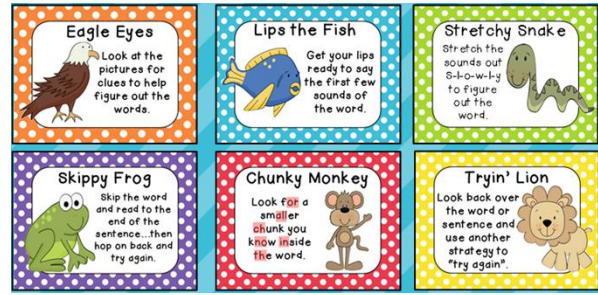 Eagle Eyes
Look at the
pictures for
clues to help
figure out the
words.
Lips the Fish
Get your lips
ready to say
the first few
sounds of
the word.
Stretchy Snake
Stretch the
sounds out
S-l-o-w-l-y
to figure
out the
word.
Skippy Frog
Skip the word
and read to the
end of the
sentence...then
hop on back and
try again.
Chunky Monkey
Look for a
smaller
chunk you
know inside
the word.
Tryin' Lion
Look back over
the word or
sentence and
use another
strategy to
"try again".